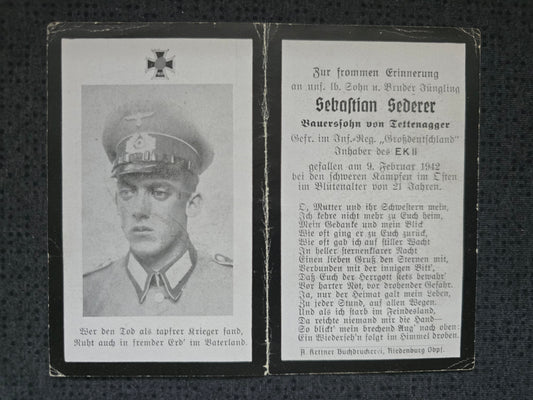 Wer den Tod als tapfrer Krieger fand,
Ruht auch in fremder Erd' im Vaterland.
Zur frommen Erinnerung
an uns. lb. Sohn u. Bruder Jüngling
Sebastian Sederer
Bauerssohn von Tettenagger
Gefr. im Inf.-Reg. „Großdeutschland"
Inhaber des EK II
gefallen am 9. Februar 1942
bei den schweren Kämpfen im Osten
im Blütenalter von 21 Jahren.
O, Mutter und ihr Schwestern mein,
Ich kehre nicht mehr zu Euch heim,
Mein Gedanke und mein Blick
Wie oft ging er zu Euch zurück,
Wie oft gab ich auf stiller Wacht
In heller sternenklarer Nacht
Einen lieben Gruß den Sternen mit,
Verbunden mit der innigen Bitt',
Daß Euch der Herrgott stets bewahr'
Vor harter Not, vor drohender Gefahr.
Ja, nur der Heimat galt mein Leben,
Zu jeder Stund, auf allen Wegen.
Und als ich starb im Feindesland,
Da reichte niemand mir die Hand—
So blickt' mein brechend Aug' nach oben:
Ein Wiederseh'n folgt im Himmel droben.
A. Kettner Buchdruckerei, Riedenburg Obpf.